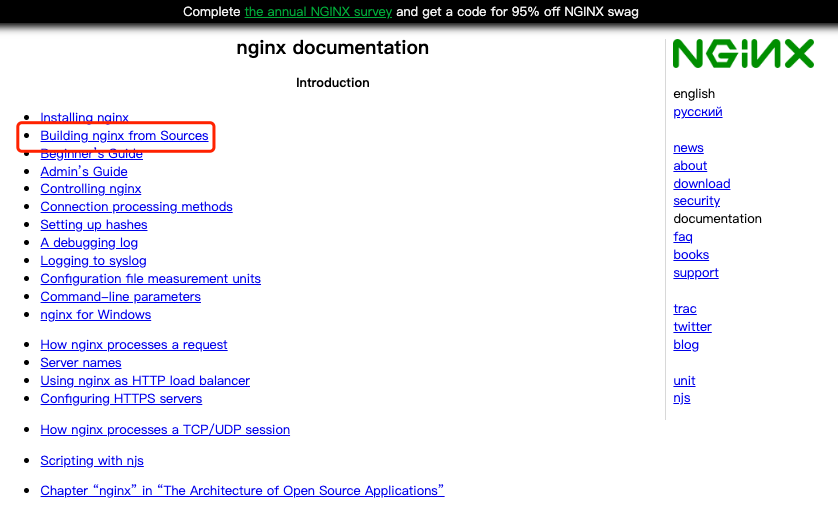 Complete the annual NGINX survey and get a code for 95% off NGINX swag
nginx documentation
Introduction
Installing nginx
Building nginx from Sources
Beginner's Guide
Admin's Guide
Controlling nginx
Connection processing methods
Setting up hashes
A debugging log
Logging to syslog
Configuration file measurement units
Command-line parameters
nginx for Windows
How nginx processes a request
Server names
Using nginx as HTTP load balancer
Configuring HTTPS servers
How nginx processes a TCP/UDP session
Scripting with njs
Chapter “nginx” in “The Architecture of Open Source Applications”
NGINX
english
русский
news
about
download
security
documentation
faq
books
support
trac
twitter
blog
unit
njs